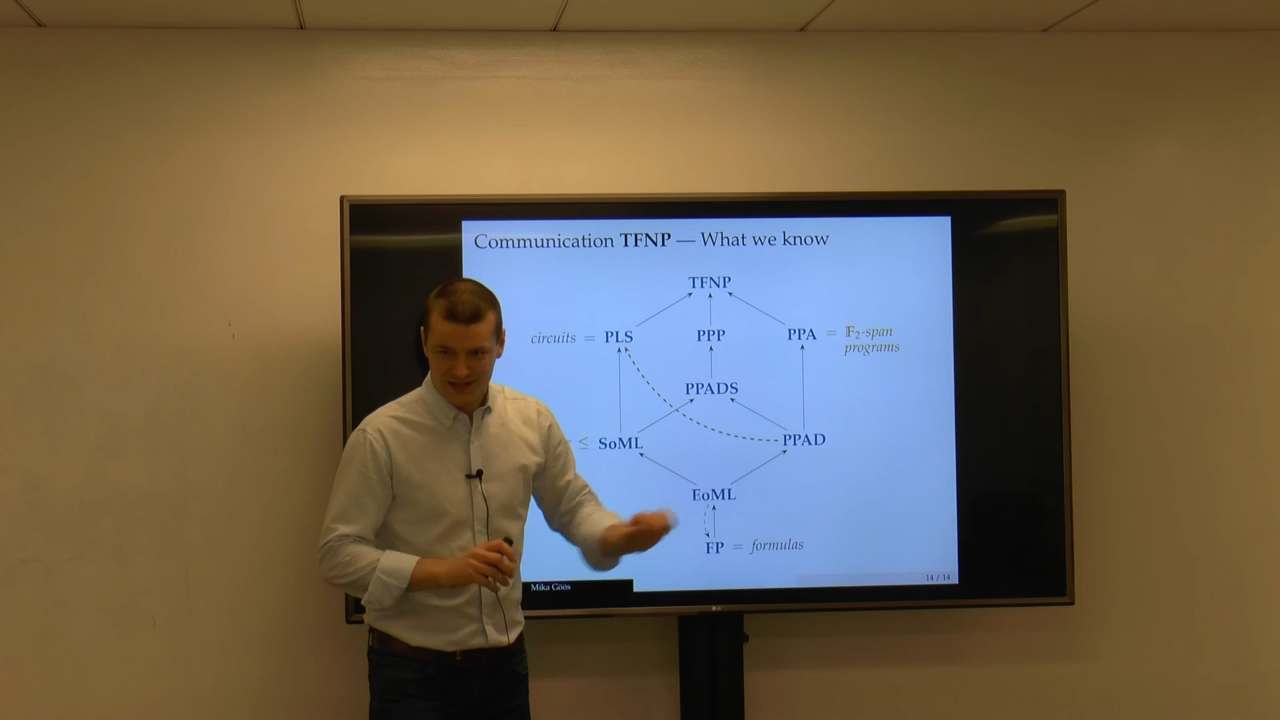 Communication TFNP — What we know
TFNP
circuits = PLS
PPP
PPA = 𝔽₂-span
programs
PPADS
≤ SoML
PPAD
EoML
FP = formulas
Mika Göös
14 / 14
LG